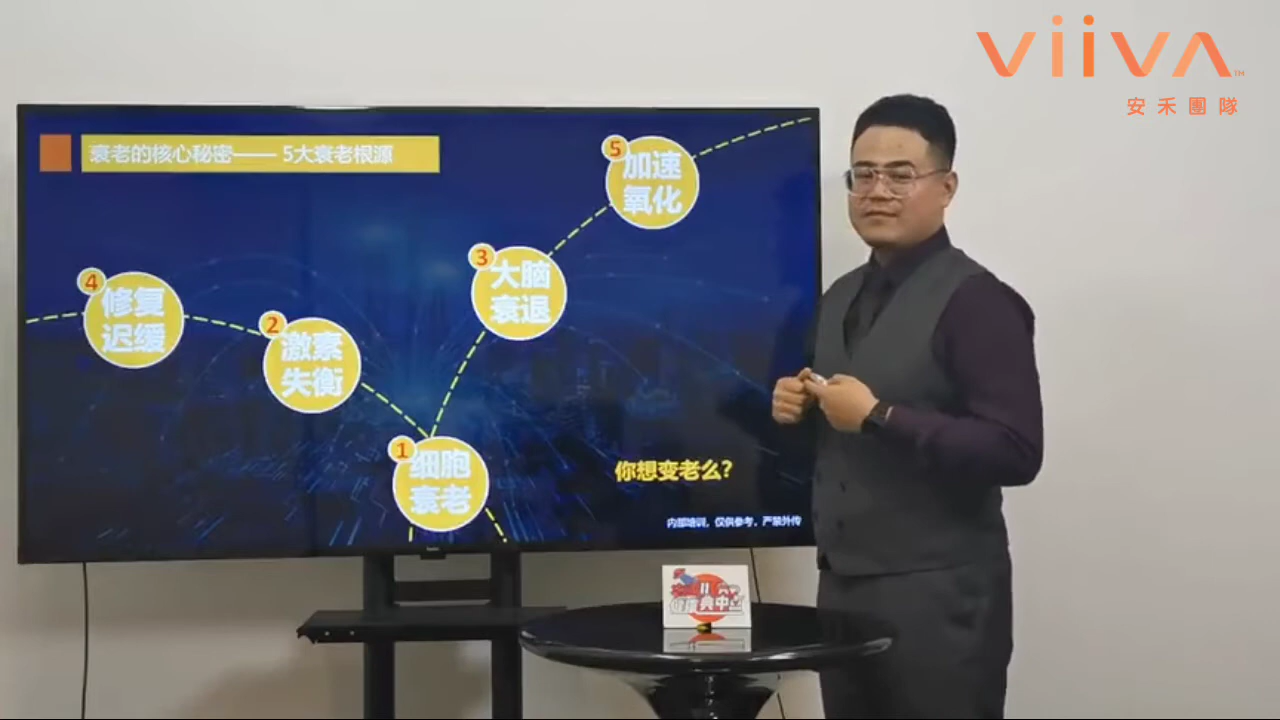 viiva
TM
安禾團隊
衰老的核心秘密—— 5大衰老根源
5
加速
氧化
3
大脑
衰退
4
修复
迟缓
2
激素
失衡
1
细胞
衰老
你想变老么?
内部培训，仅供参考，严禁外传